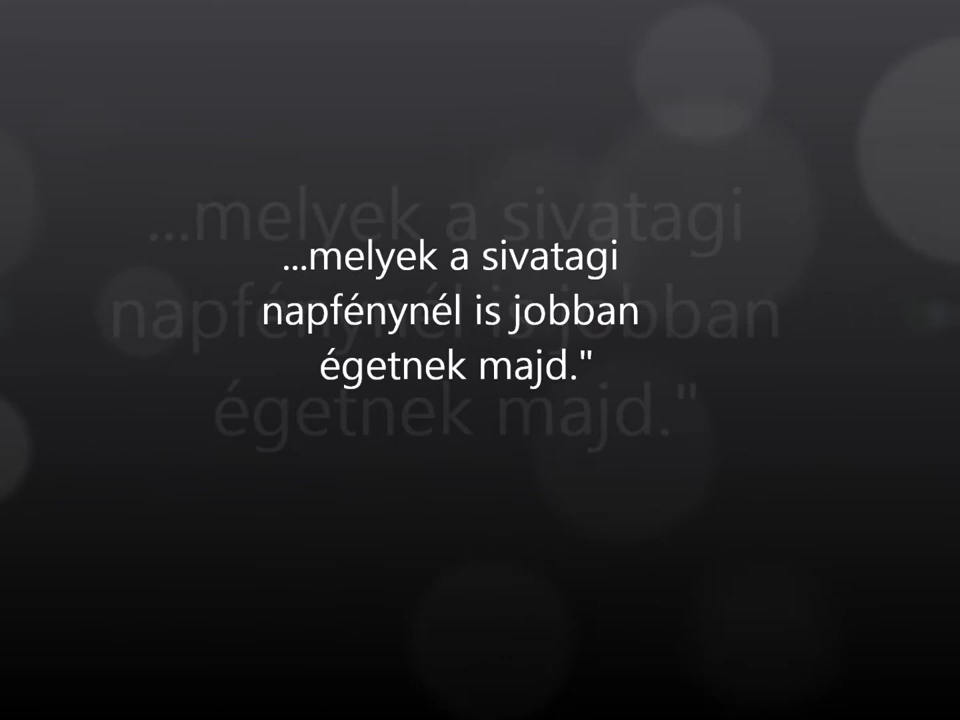 ...melyek a sivatagi
napfénynél is jobban
égetnek majd."